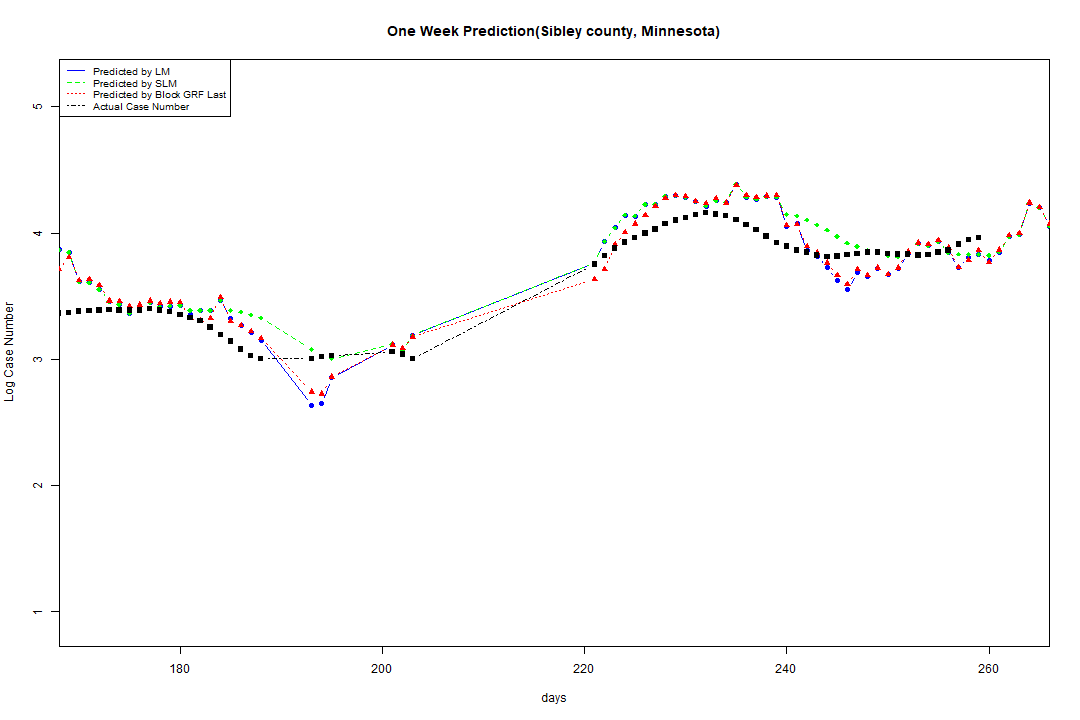 One Week Prediction(Sibley county, Minnesota)
Predicted by LM
Predicted by SLM
Predicted by Block GRF Last
Actual Case Number
5
4
3
2
1
Log Case Number
180 200 220 240 260
days